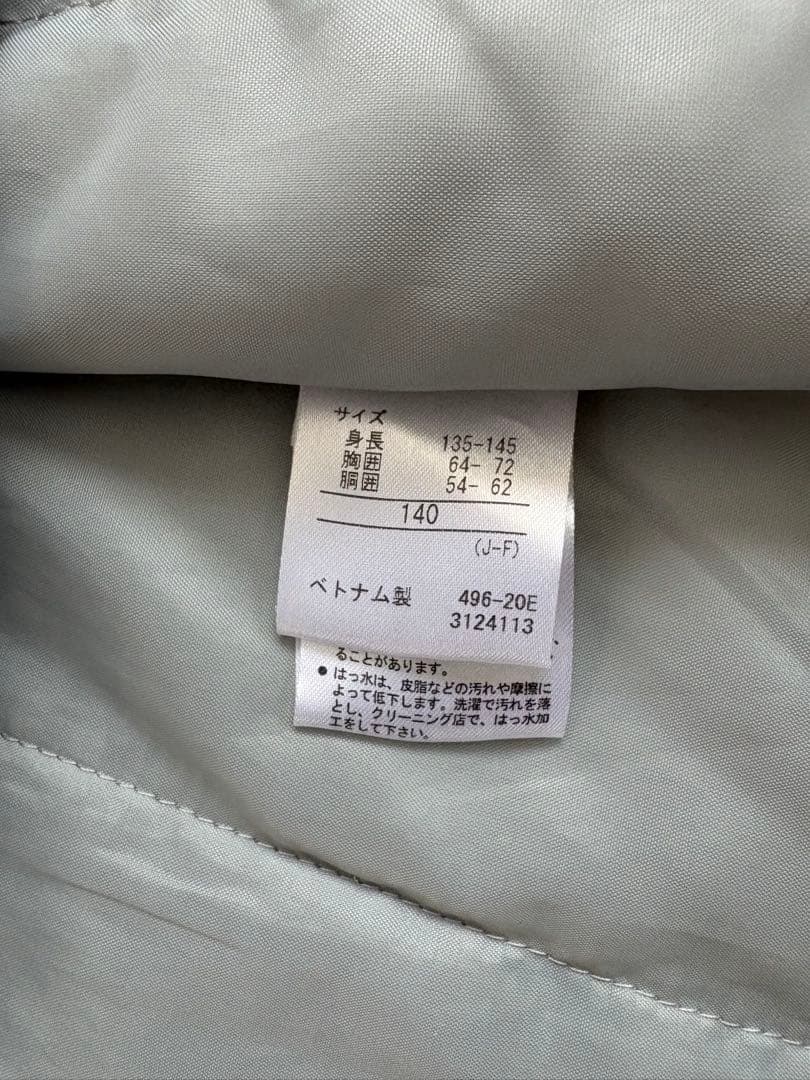 サイズ
身長 135-145
胸囲 64- 72
胴囲 54- 62
140
(J-F)
ベトナム製 496-20E
3124113
ることがあります。
● はっ水は、皮脂などの汚れや摩擦に
よって低下します。洗濯で汚れを落
とし、クリーニング店で、はっ水加
工をして下さい。